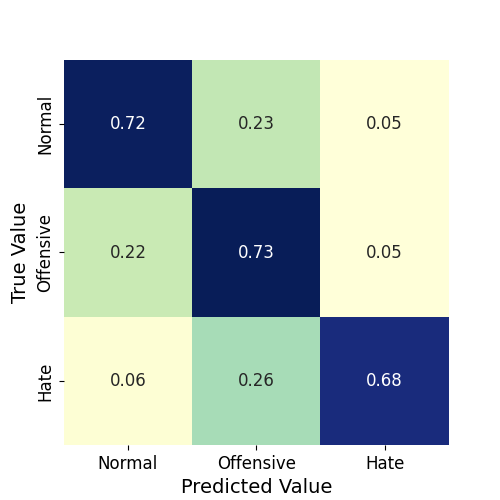 True Value
Normal 0.72 0.23 0.05
Offensive 0.22 0.73 0.05
Hate 0.06 0.26 0.68
Normal Offensive Hate
Predicted Value